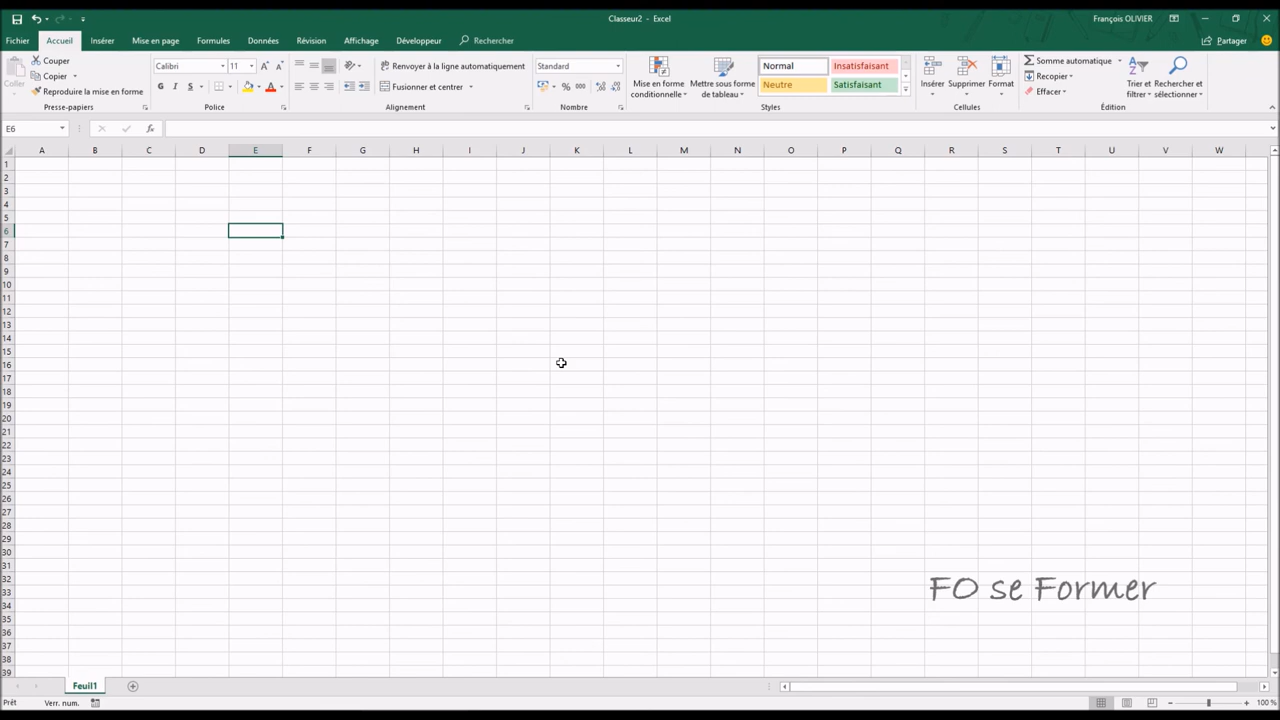 Classeur2 - Excel
François OLIVIER
Fichier Accueil Insérer Mise en page Formules Données Révision Affichage Développeur Rechercher Partager
Coller
Couper
Copier
Reproduire la mise en forme
Presse-papiers
Calibri 11
G I S
Police
Renvoyer à la ligne automatiquement
Fusionner et centrer
Alignement
Standard
% 000
Nombre
Mise en forme conditionnelle
Mettre sous forme de tableau
Normal Insatisfaisant
Neutre Satisfaisant
Styles
Insérer Supprimer Format
Cellules
Somme automatique
Recopier
Effacer
Trier et filtrer
Rechercher et sélectionner
Édition
E6 fx
A B C D E F G H I J K L M N O P Q R S T U V W
1
2
3
4
5
6
7
8
9
10
11
12
13
14
15
16
17
18
19
20
21
22
23
24
25
26
27
28
29
30
31
32
33
34
35
36
37
38
39
FO se Former
Feuil1
Prêt Verr. num. 100 %